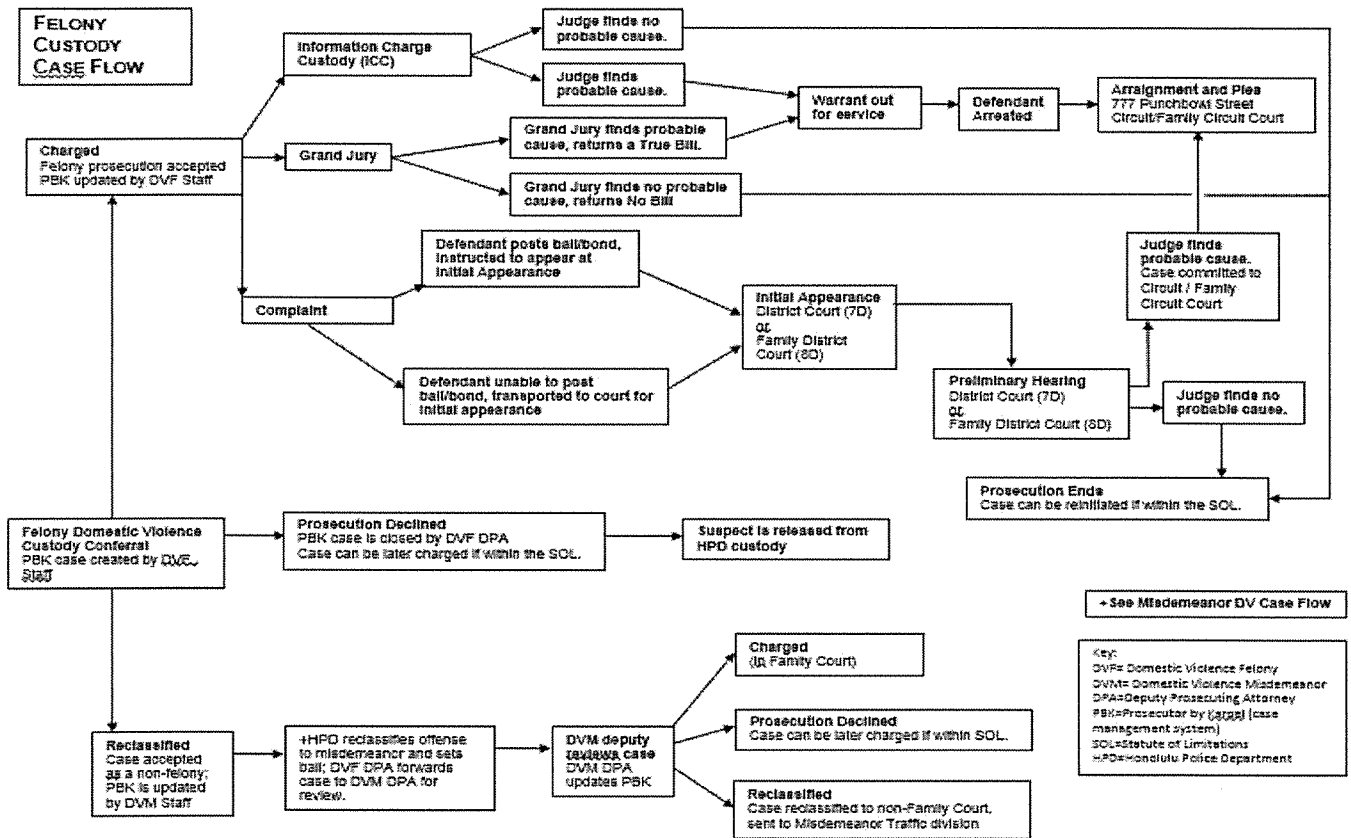 FELONY
CUSTODY
CASE FLOW
Information Charge
Custody (ICC)
Judge finds no
probable cause.
Judge finds
probable cause.
Warrant out
for service
Defendant
Arrested
Arraignment and Plea
777 Punchbowl Street
Circuit/Family Circuit Court
Charged
Felony prosecution accepted
PBK updated by DVF Staff
Grand Jury
Grand Jury finds probable
cause, returns a True Bill.
Grand Jury finds no probable
cause, returns No Bill
Defendant posts bail/bond,
instructed to appear at
Initial Appearance
Complaint
Defendant unable to post
bail/bond, transported to court for
initial appearance
Initial Appearance
District Court (7D)
or
Family District
Court (8D)
Judge finds
probable cause.
Case committed to
Circuit / Family
Circuit Court
Preliminary Hearing
District Court (7D)
or
Family District Court (8D)
Judge finds no
probable cause.
Prosecution Ends
Case can be reinitiated if within the SOL.
Felony Domestic Violence
Custody Conferral
PBK case created by DVF
Staff
Prosecution Declined
PBK case is closed by DVF DPA
Case can be later charged if within the SOL.
Suspect is released from
HPD custody
+See Misdemeanor DV Case Flow
Key:
DVF= Domestic Violence Felony
DVM= Domestic Violence Misdemeanor
DPA=Deputy Prosecuting Attorney
PBK=Prosecutor by Karpel (case
management system)
SOL=Statute of Limitations
HPD=Honolulu Police Department
Reclassified
Case accepted
as a non-felony;
PBK is updated
by DVM Staff
+HPD reclassifies offense
to misdemeanor and sets
bail; DVF DPA forwards
case to DVM DPA for
review.
DVM deputy
reviews case
DVM DPA
updates PBK
Charged
(in Family Court)
Prosecution Declined
Case can be later charged if within SOL.
Reclassified
Case reclassified to non-Family Court,
sent to Misdemeanor Traffic division